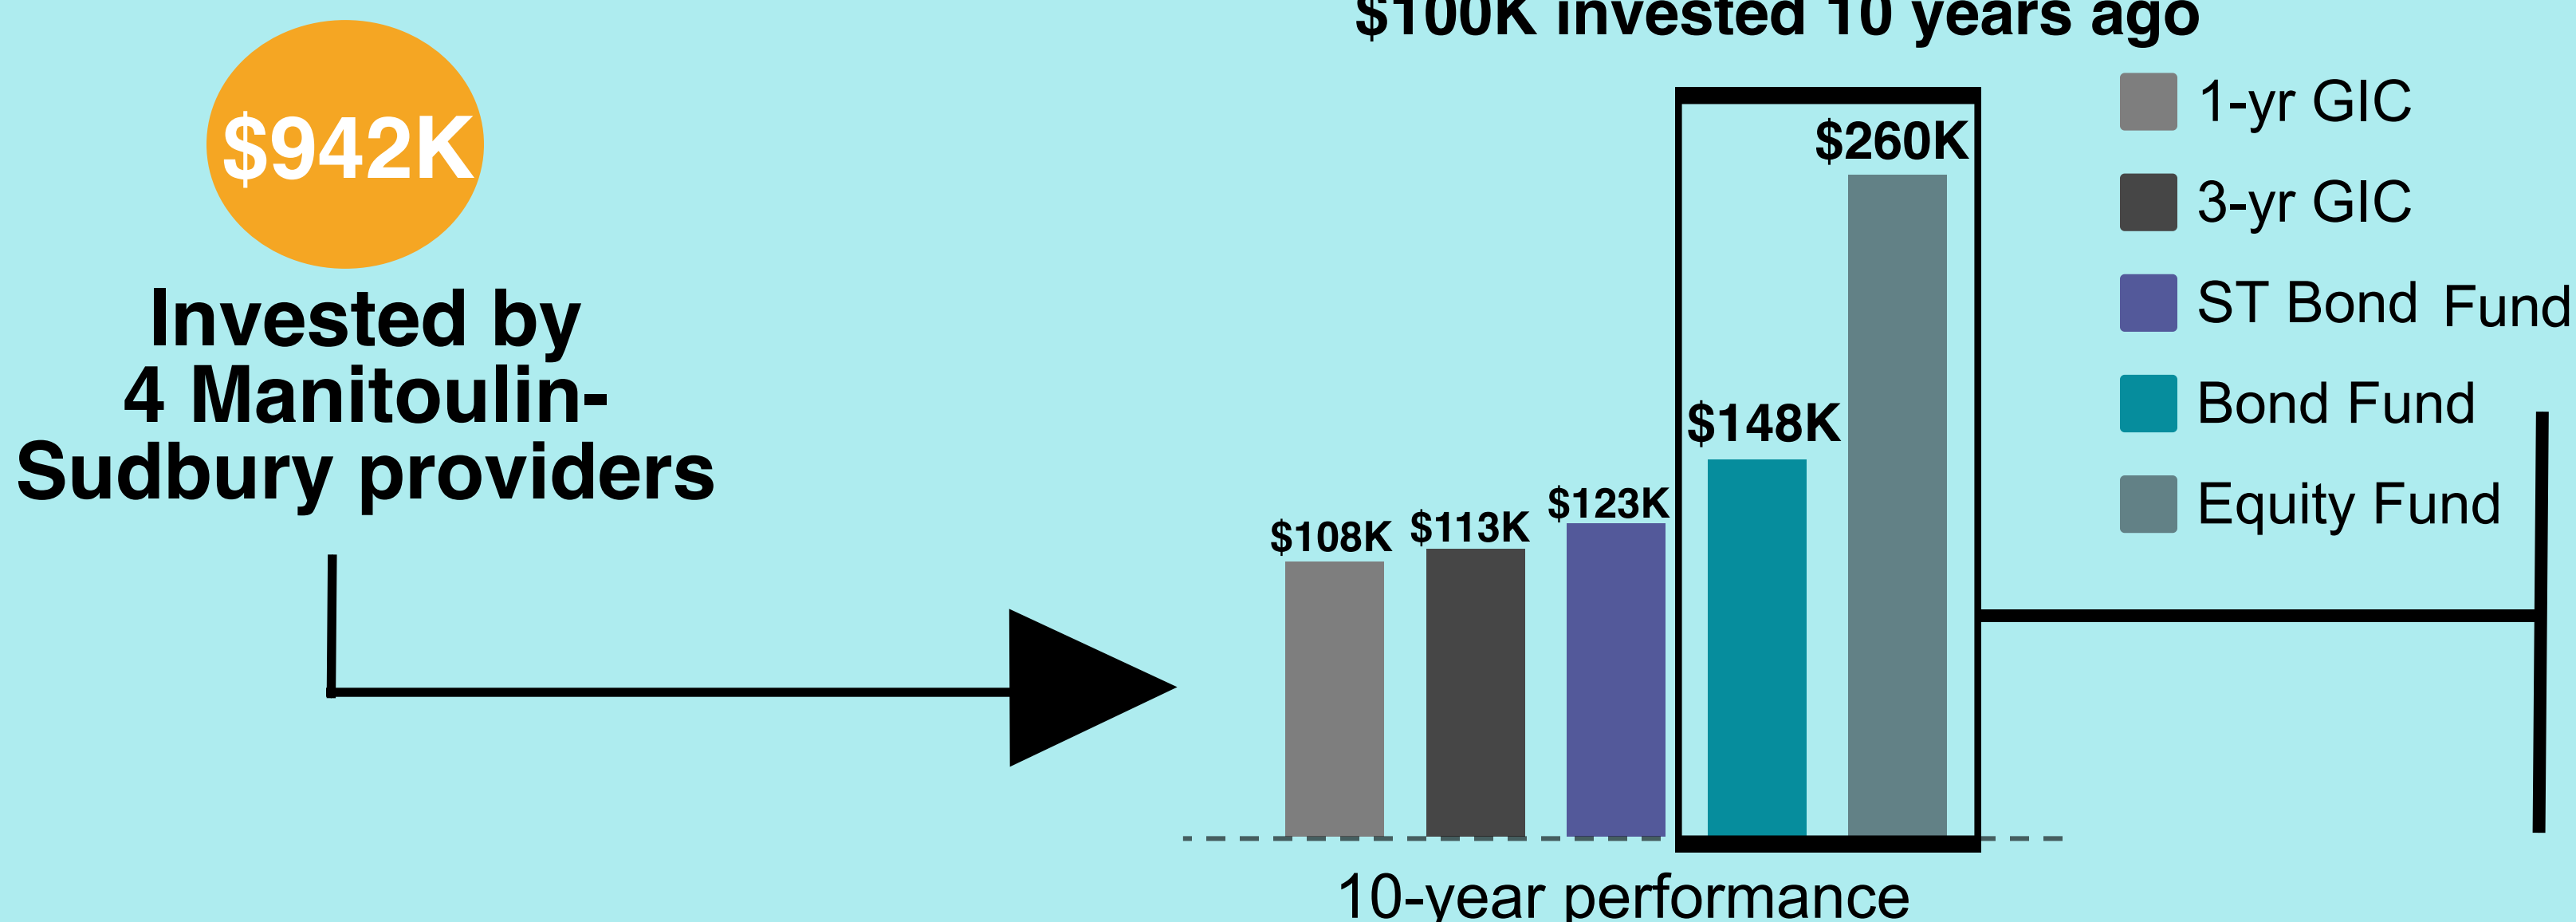 $942K
Invested by
4 Manitoulin-
Sudbury providers
$100K invested 10 years ago
$108K
$113K
$123K
$148K
$260K
10-year performance
1-yr GIC
3-yr GIC
ST Bond Fund
Bond Fund
Equity Fund